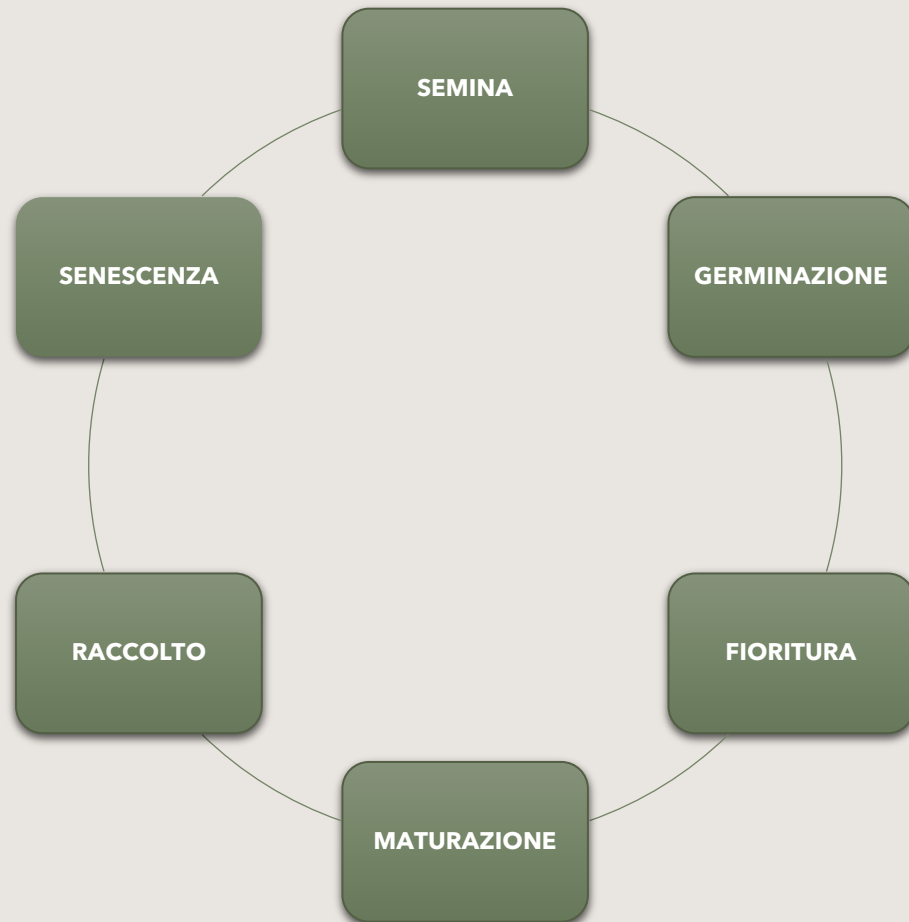 SEMINA
GERMINAZIONE
FIORITURA
MATURAZIONE
RACCOLTO
SENESCENZA